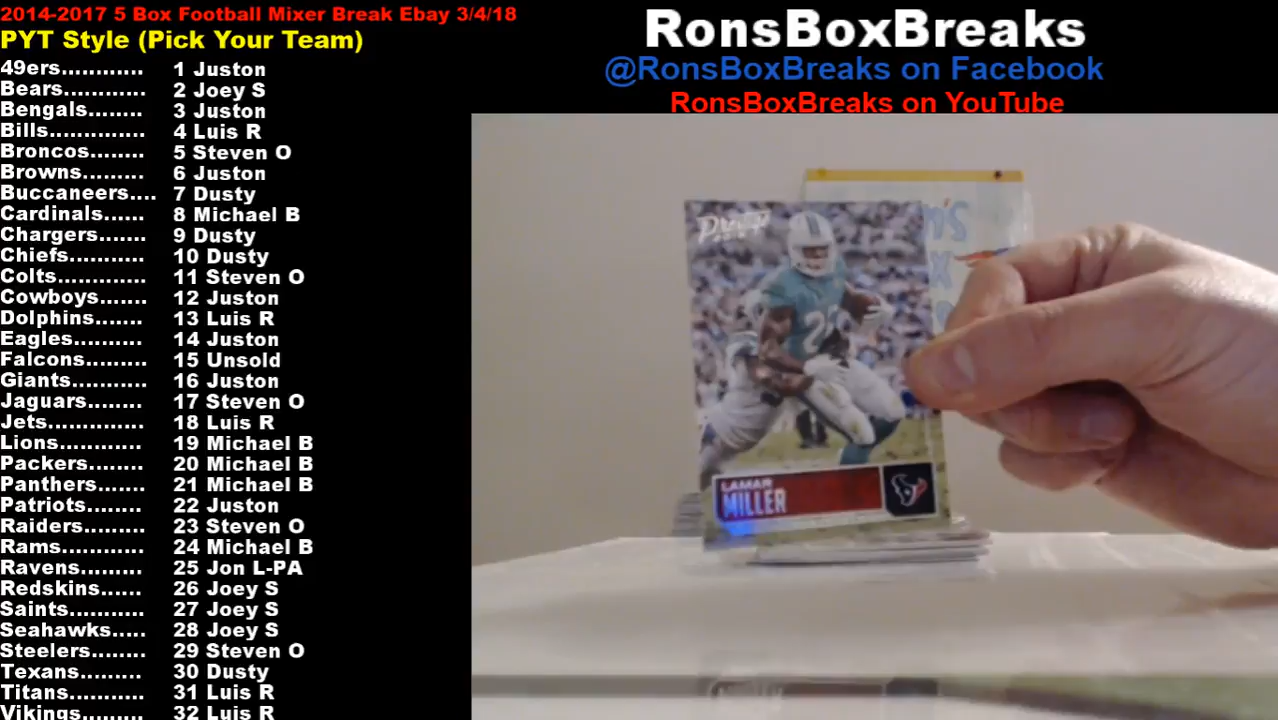 2014-2017 5 Box Football Mixer Break Ebay 3/4/18
PYT Style (Pick Your Team)
49ers............ 1 Juston
Bears............ 2 Joey S
Bengals........ 3 Juston
Bills.............. 4 Luis R
Broncos........ 5 Steven O
Browns......... 6 Juston
Buccaneers.... 7 Dusty
Cardinals...... 8 Michael B
Chargers....... 9 Dusty
Chiefs........... 10 Dusty
Colts............. 11 Steven O
Cowboys....... 12 Juston
Dolphins....... 13 Luis R
Eagles........... 14 Juston
Falcons......... 15 Unsold
Giants........... 16 Juston
Jaguars........ 17 Steven O
Jets............... 18 Luis R
Lions............ 19 Michael B
Packers........ 20 Michael B
Panthers....... 21 Michael B
Patriots........ 22 Juston
Raiders......... 23 Steven O
Rams............ 24 Michael B
Ravens......... 25 Jon L-PA
Redskins...... 26 Joey S
Saints........... 27 Joey S
Seahawks..... 28 Joey S
Steelers........ 29 Steven O
Texans......... 30 Dusty
Titans........... 31 Luis R
Vikings......... 32 Luis R
RonsBoxBreaks
@RonsBoxBreaks on Facebook
RonsBoxBreaks on YouTube
LAMAR
MILLER